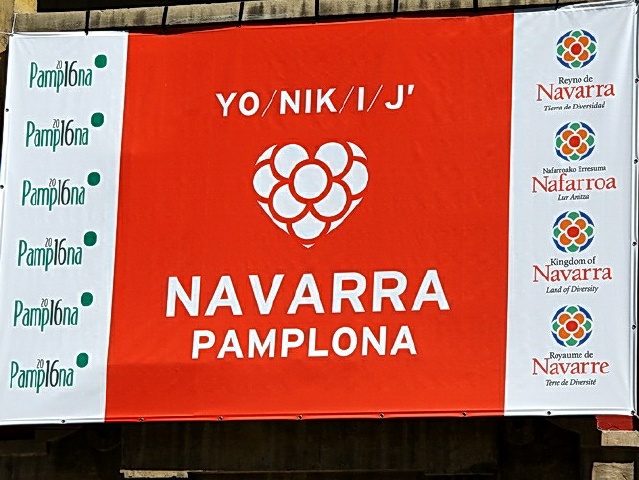 Pamp2016na
Pamp2016na
Pamp2016na
Pamp2016na
Pamp2016na
Pamp2016na
YO/NIK/I/J'
NAVARRA
PAMPLONA
Reyno de
Navarra
Tierra de Diversidad
Nafarroako Erresuma
Nafarroa
Lur Anitza
Kingdom of
Navarra
Land of Diversity
Royaume de
Navarre
Terre de Diversité